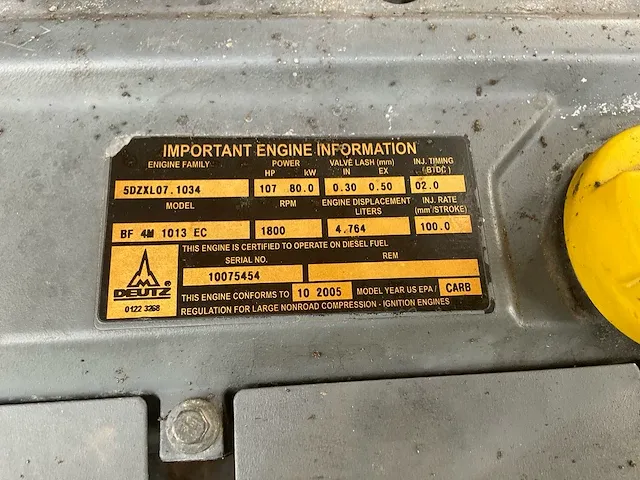 IMPORTANT ENGINE INFORMATION
ENIGINE FAMILY POWER VALVE LASH (mm) INJ. TIMING
HP kW IN EX (BTDC)
5DZXL07.1034 107 80.0 0.30 0.50 02.0
MODEL RPM ENGINE DISPLACEMENT INJ. RATE
LITERS (mm³/STROKE)
BF 4M 1013 EC 1800 4.764 100.0
THIS ENGINE IS CERTIFIED TO OPERATE ON DIESEL FUEL
SERIAL NO. REM
10075454
DEUTZ ®
THIS ENGINE CONFORMS TO 10 2005 MODEL YEAR US EPA / CARB
0122 3268 REGULATION FOR LARGE NONROAD COMPRESSION - IGNITION ENGINES